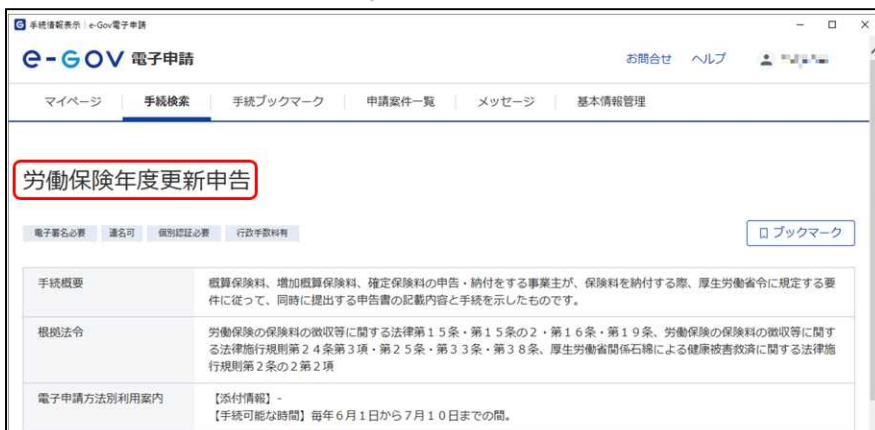 手続情報表示｜e-Gov電子申請
e-GOV 電子申請
お問合せ ヘルプ
マイページ 手続検索 手続ブックマーク 申請案件一覧 メッセージ 基本情報管理
労働保険年度更新申告
電子署名必要 連名可 個別認証必要 行政手数料有
ブックマーク
手続概要 概算保険料、増加概算保険料、確定保険料の申告・納付をする事業主が、保険料を納付する際、厚生労働省令に規定する要
件に従って、同時に提出する申告書の記載内容と手続を示したものです。
根拠法令 労働保険の保険料の徴収等に関する法律第１５条・第１５条の２・第１６条・第１９条、労働保険の保険料の徴収等に関す
る法律施行規則第２４条第３項・第２５条・第３３条・第３８条、厚生労働省関係石綿による健康被害救済に関する法律施
行規則第２条の２第２項
電子申請方法別利用案内 【添付情報】-
【手続可能な時間】毎年６月１日から７月１０日までの間。